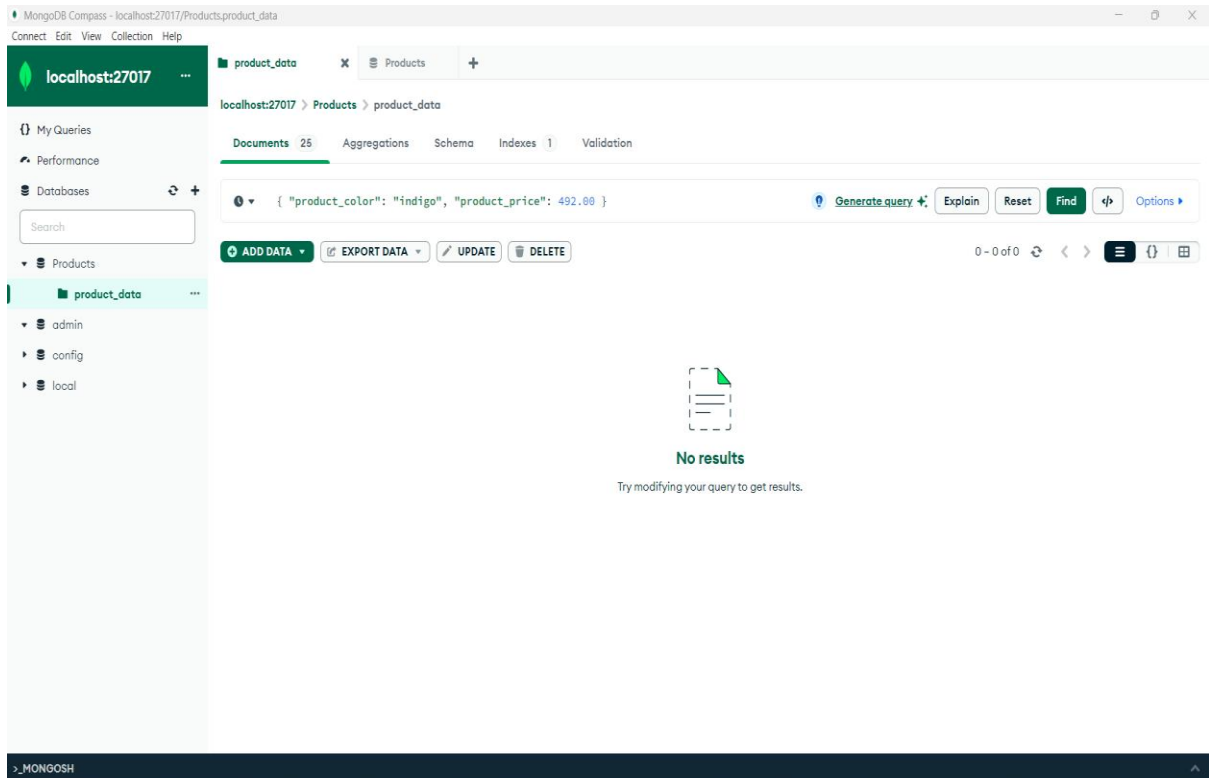 MongoDB Compass - localhost:27017/Products.product_data
Connect Edit View Collection Help
localhost:27017 ...
product_data Products
localhost:27017 > Products > product_data
{} My Queries
Performance
Databases
Search
Products
product_data ...
admin
config
local
Documents 25 Aggregations Schema Indexes 1 Validation
{ "product_color": "indigo", "product_price": 492.00 }
Generate query Explain Reset Find </> Options
ADD DATA EXPORT DATA UPDATE DELETE 0 – 0 of 0 {}
No results
Try modifying your query to get results.
>_MONGOSH